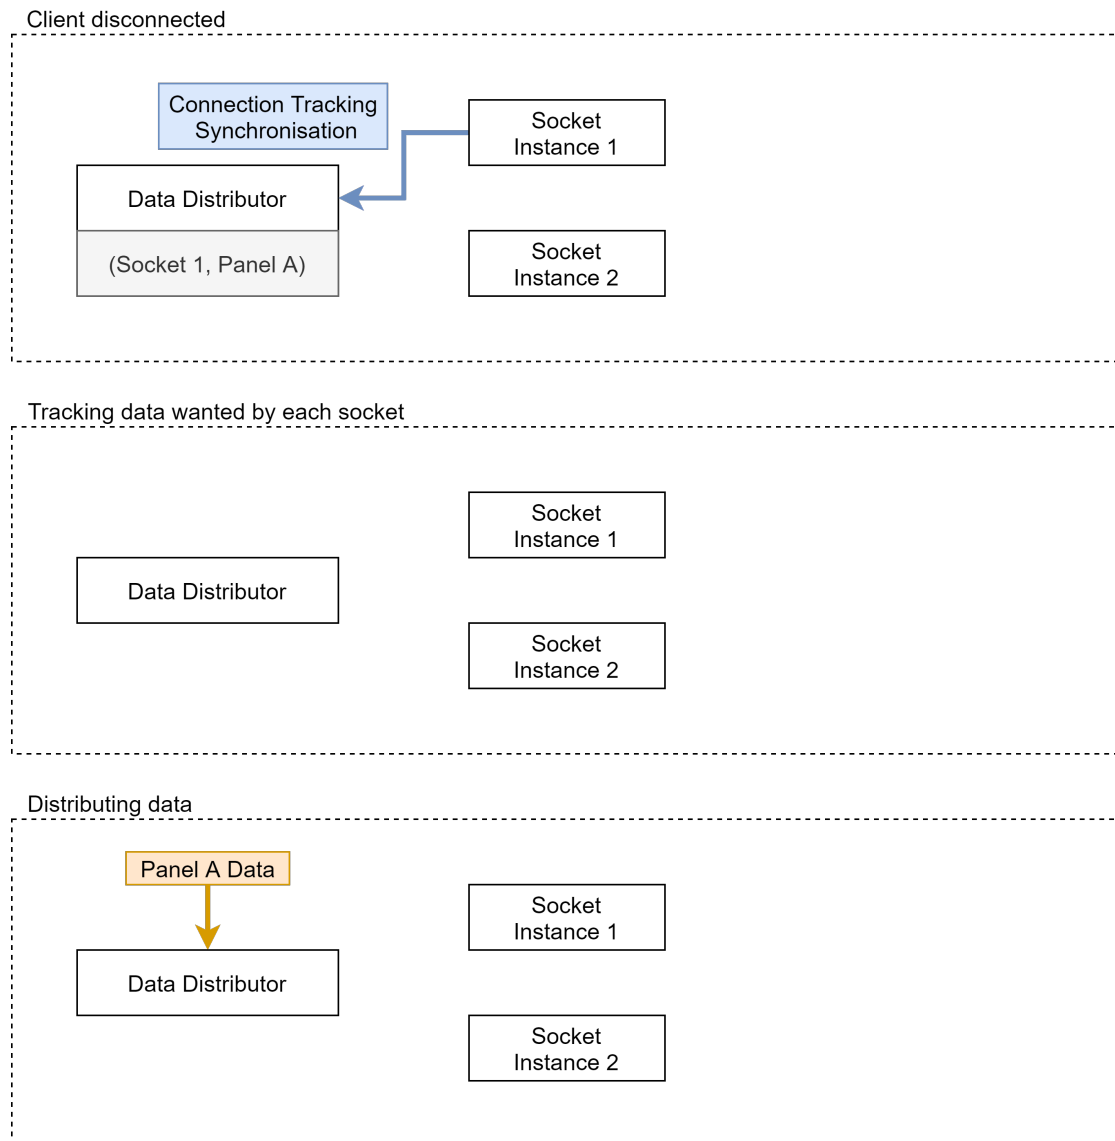 Client disconnected
Connection Tracking
Synchronisation
Socket
Instance 1
Data Distributor
Socket
Instance 2
(Socket 1, Panel A)
Tracking data wanted by each socket
Socket
Instance 1
Data Distributor
Socket
Instance 2
Distributing data
Panel A Data
Socket
Instance 1
Data Distributor
Socket
Instance 2